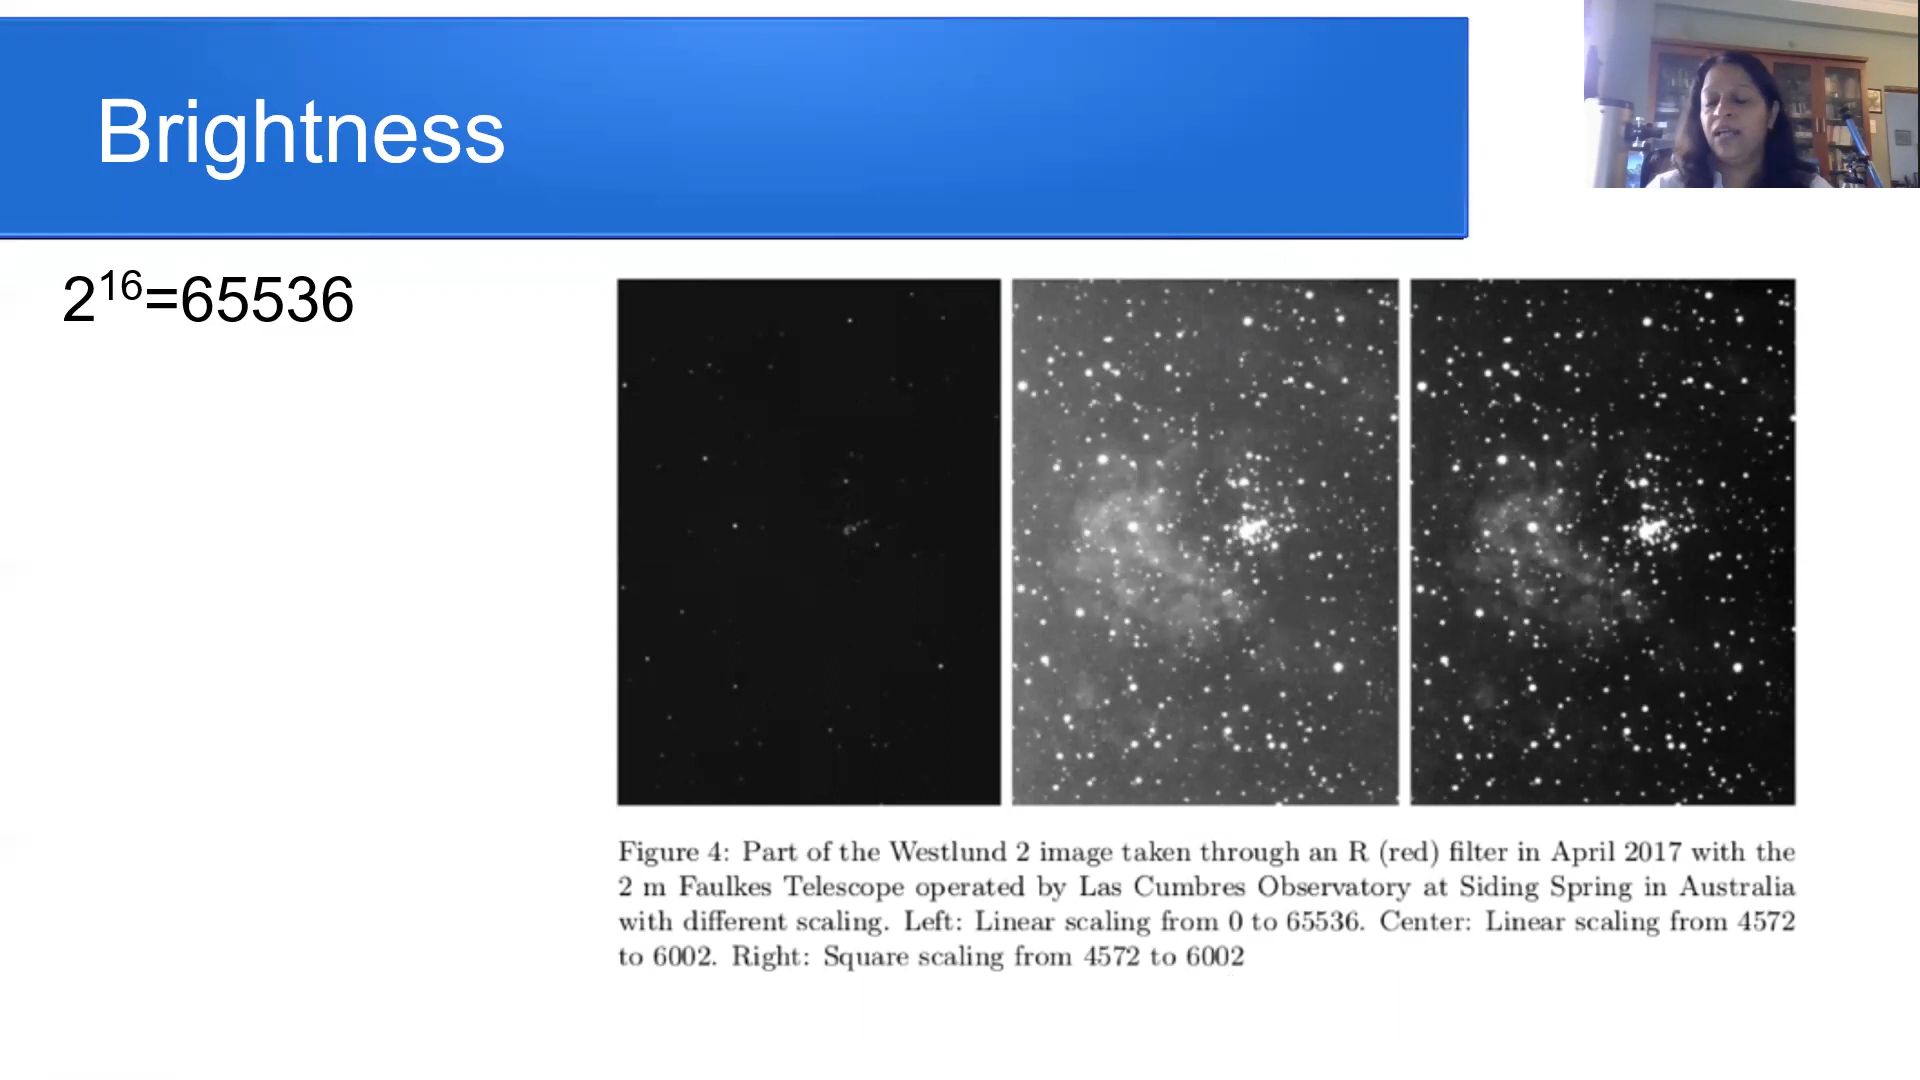 Brightness
2¹⁶=65536
Figure 4: Part of the Westlund 2 image taken through an R (red) filter in April 2017 with the
2 m Faulkes Telescope operated by Las Cumbres Observatory at Siding Spring in Australia
with different scaling. Left: Linear scaling from 0 to 65536. Center: Linear scaling from 4572
to 6002. Right: Square scaling from 4572 to 6002